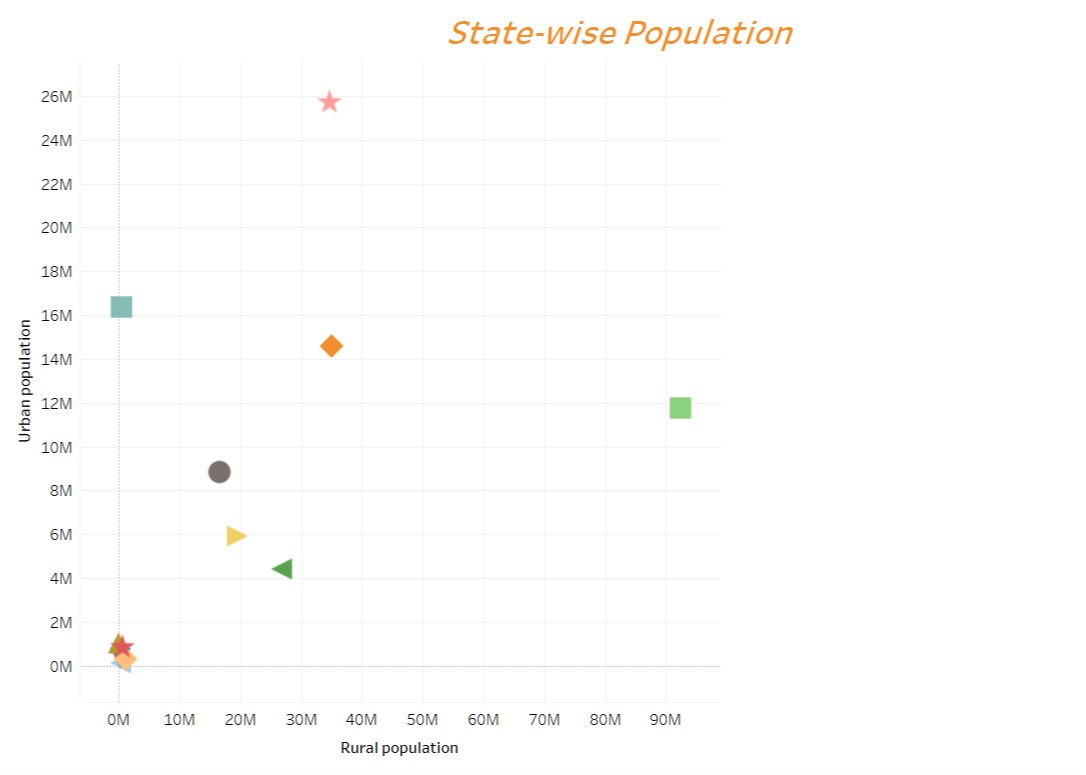 State-wise Population
26M
24M
22M
20M
18M
16M
14M
12M
10M
8M
6M
4M
2M
0M
Urban population
0M 10M 20M 30M 40M 50M 60M 70M 80M 90M
Rural population